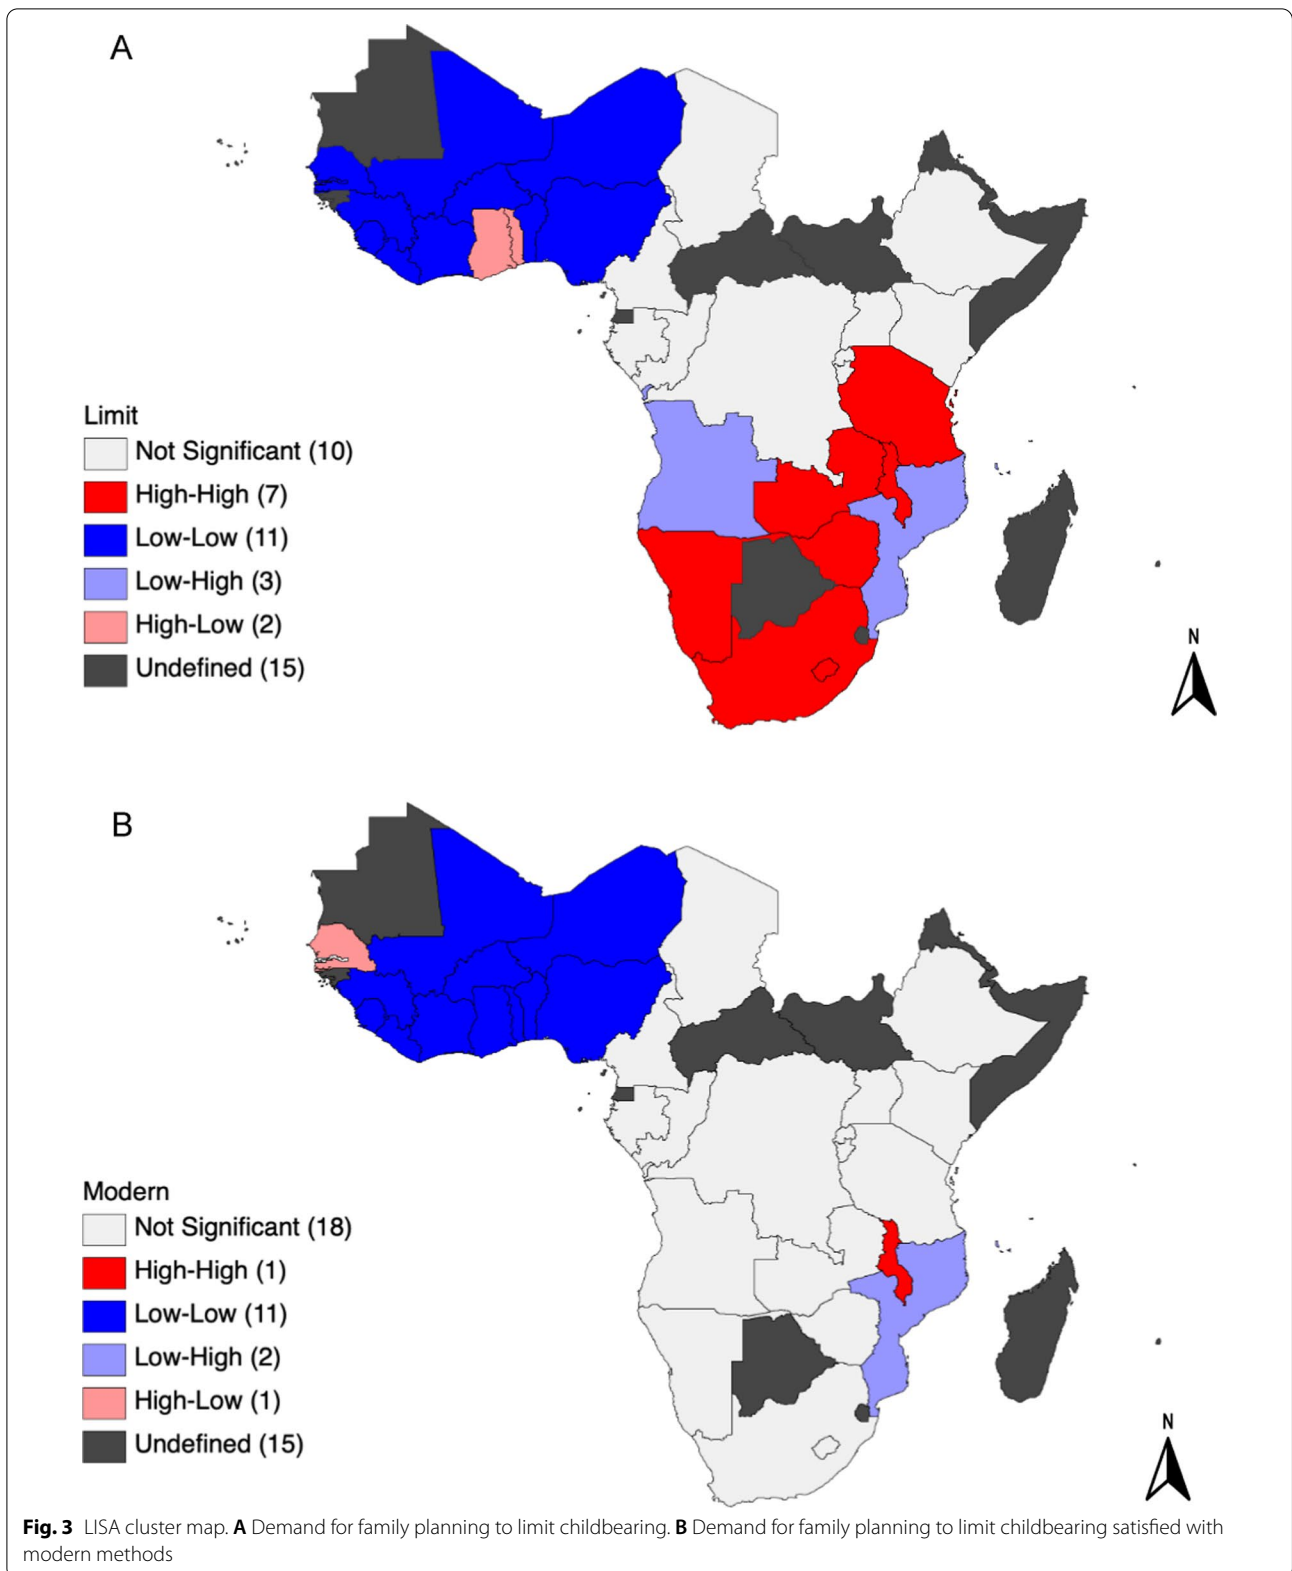 A
Limit
Not Significant (10)
High-High (7)
Low-Low (11)
Low-High (3)
High-Low (2)
Undefined (15)
N
B
Modern
Not Significant (18)
High-High (1)
Low-Low (11)
Low-High (2)
High-Low (1)
Undefined (15)
N
Fig. 3 LISA cluster map. A Demand for family planning to limit childbearing. B Demand for family planning to limit childbearing satisfied with
modern methods